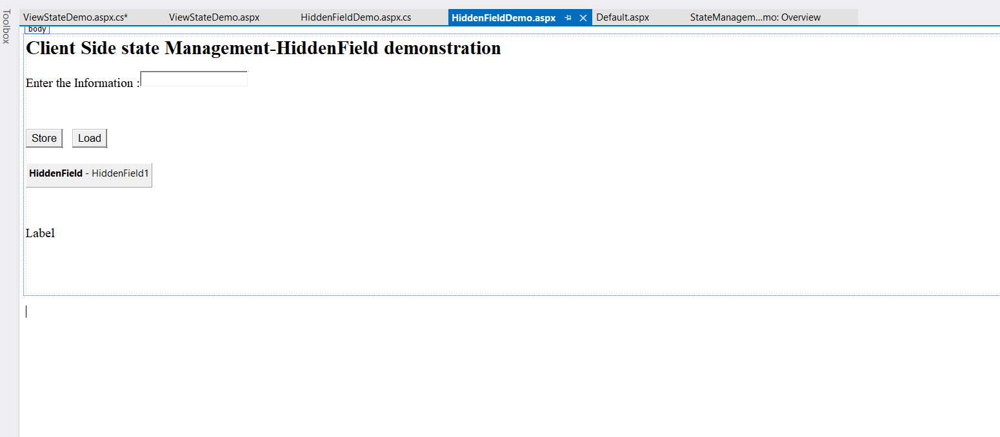 Toolbox
ViewStateDemo.aspx.cs* ViewStateDemo.aspx HiddenFieldDemo.aspx.cs HiddenFieldDemo.aspx Default.aspx StateManagem...mo: Overview
body
Client Side state Management-HiddenField demonstration
Enter the Information :
Store Load
HiddenField - HiddenField1
Label